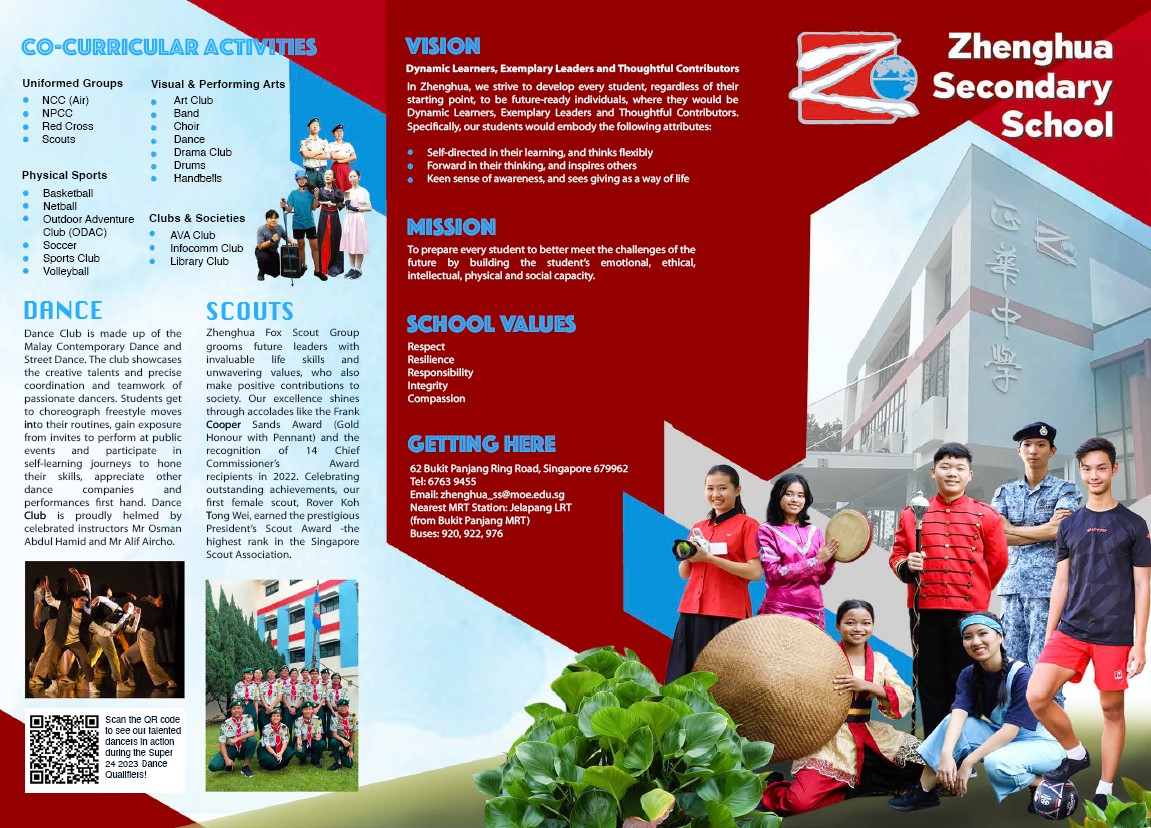 CO-CURRICULAR ACTIVITIES
Uniformed Groups
NCC (Air)
NPCC
Red Cross
Scouts
Physical Sports
Basketball
Netball
Outdoor Adventure
Club (ODAC)
Soccer
Sports Club
Volleyball
Visual & Performing Arts
Art Club
Band
Choir
Dance
Drama Club
Drums
Handbells
Clubs & Societies
AVA Club
Infocomm Club
Library Club
DANCE
Dance Club is made up of the
Malay Contemporary Dance and
Street Dance. The club showcases
the creative talents and precise
coordination and teamwork of
passionate dancers. Students get
to choreograph freestyle moves
into their routines, gain exposure
from invites to perform at public
events and participate in
self-learning journeys to hone
their skills, appreciate other
dance companies and
performances first hand. Dance
Club is proudly helmed by
celebrated instructors Mr Osman
Abdul Hamid and Mr Alif Aircho.
Scan the QR code
to see our talented
dancers in action
during the Super
24 2023 Dance
Qualifiers!
SCOUTS
Zhenghua Fox Scout Group
grooms future leaders with
invaluable life skills and
unwavering values, who also
make positive contributions to
society. Our excellence shines
through accolades like the Frank
Cooper Sands Award (Gold
Honour with Pennant) and the
recognition of 14 Chief
Commissioner's Award
recipients in 2022. Celebrating
outstanding achievements, our
first female scout, Rover Koh
Tong Wei, earned the prestigious
President's Scout Award -the
highest rank in the Singapore
Scout Association.
VISION
Dynamic Learners, Exemplary Leaders and Thoughtful Contributors
In Zhenghua, we strive to develop every student, regardless of their
starting point, to be future-ready individuals, where they would be
Dynamic Learners, Exemplary Leaders and Thoughtful Contributors.
Specifically, our students would embody the following attributes:
Self-directed in their learning, and thinks flexibly
Forward in their thinking, and inspires others
Keen sense of awareness, and sees giving as a way of life
MISSION
To prepare every student to better meet the challenges of the
future by building the student's emotional, ethical,
intellectual, physical and social capacity.
SCHOOL VALUES
Respect
Resilience
Responsibility
Integrity
Compassion
GETTING HERE
62 Bukit Panjang Ring Road, Singapore 679962
Tel: 6763 9455
Email: zhenghua_ss@moe.edu.sg
Nearest MRT Station: Jelapang LRT
(from Bukit Panjang MRT)
Buses: 920, 922, 976
Zhenghua
Secondary
School
正華中學